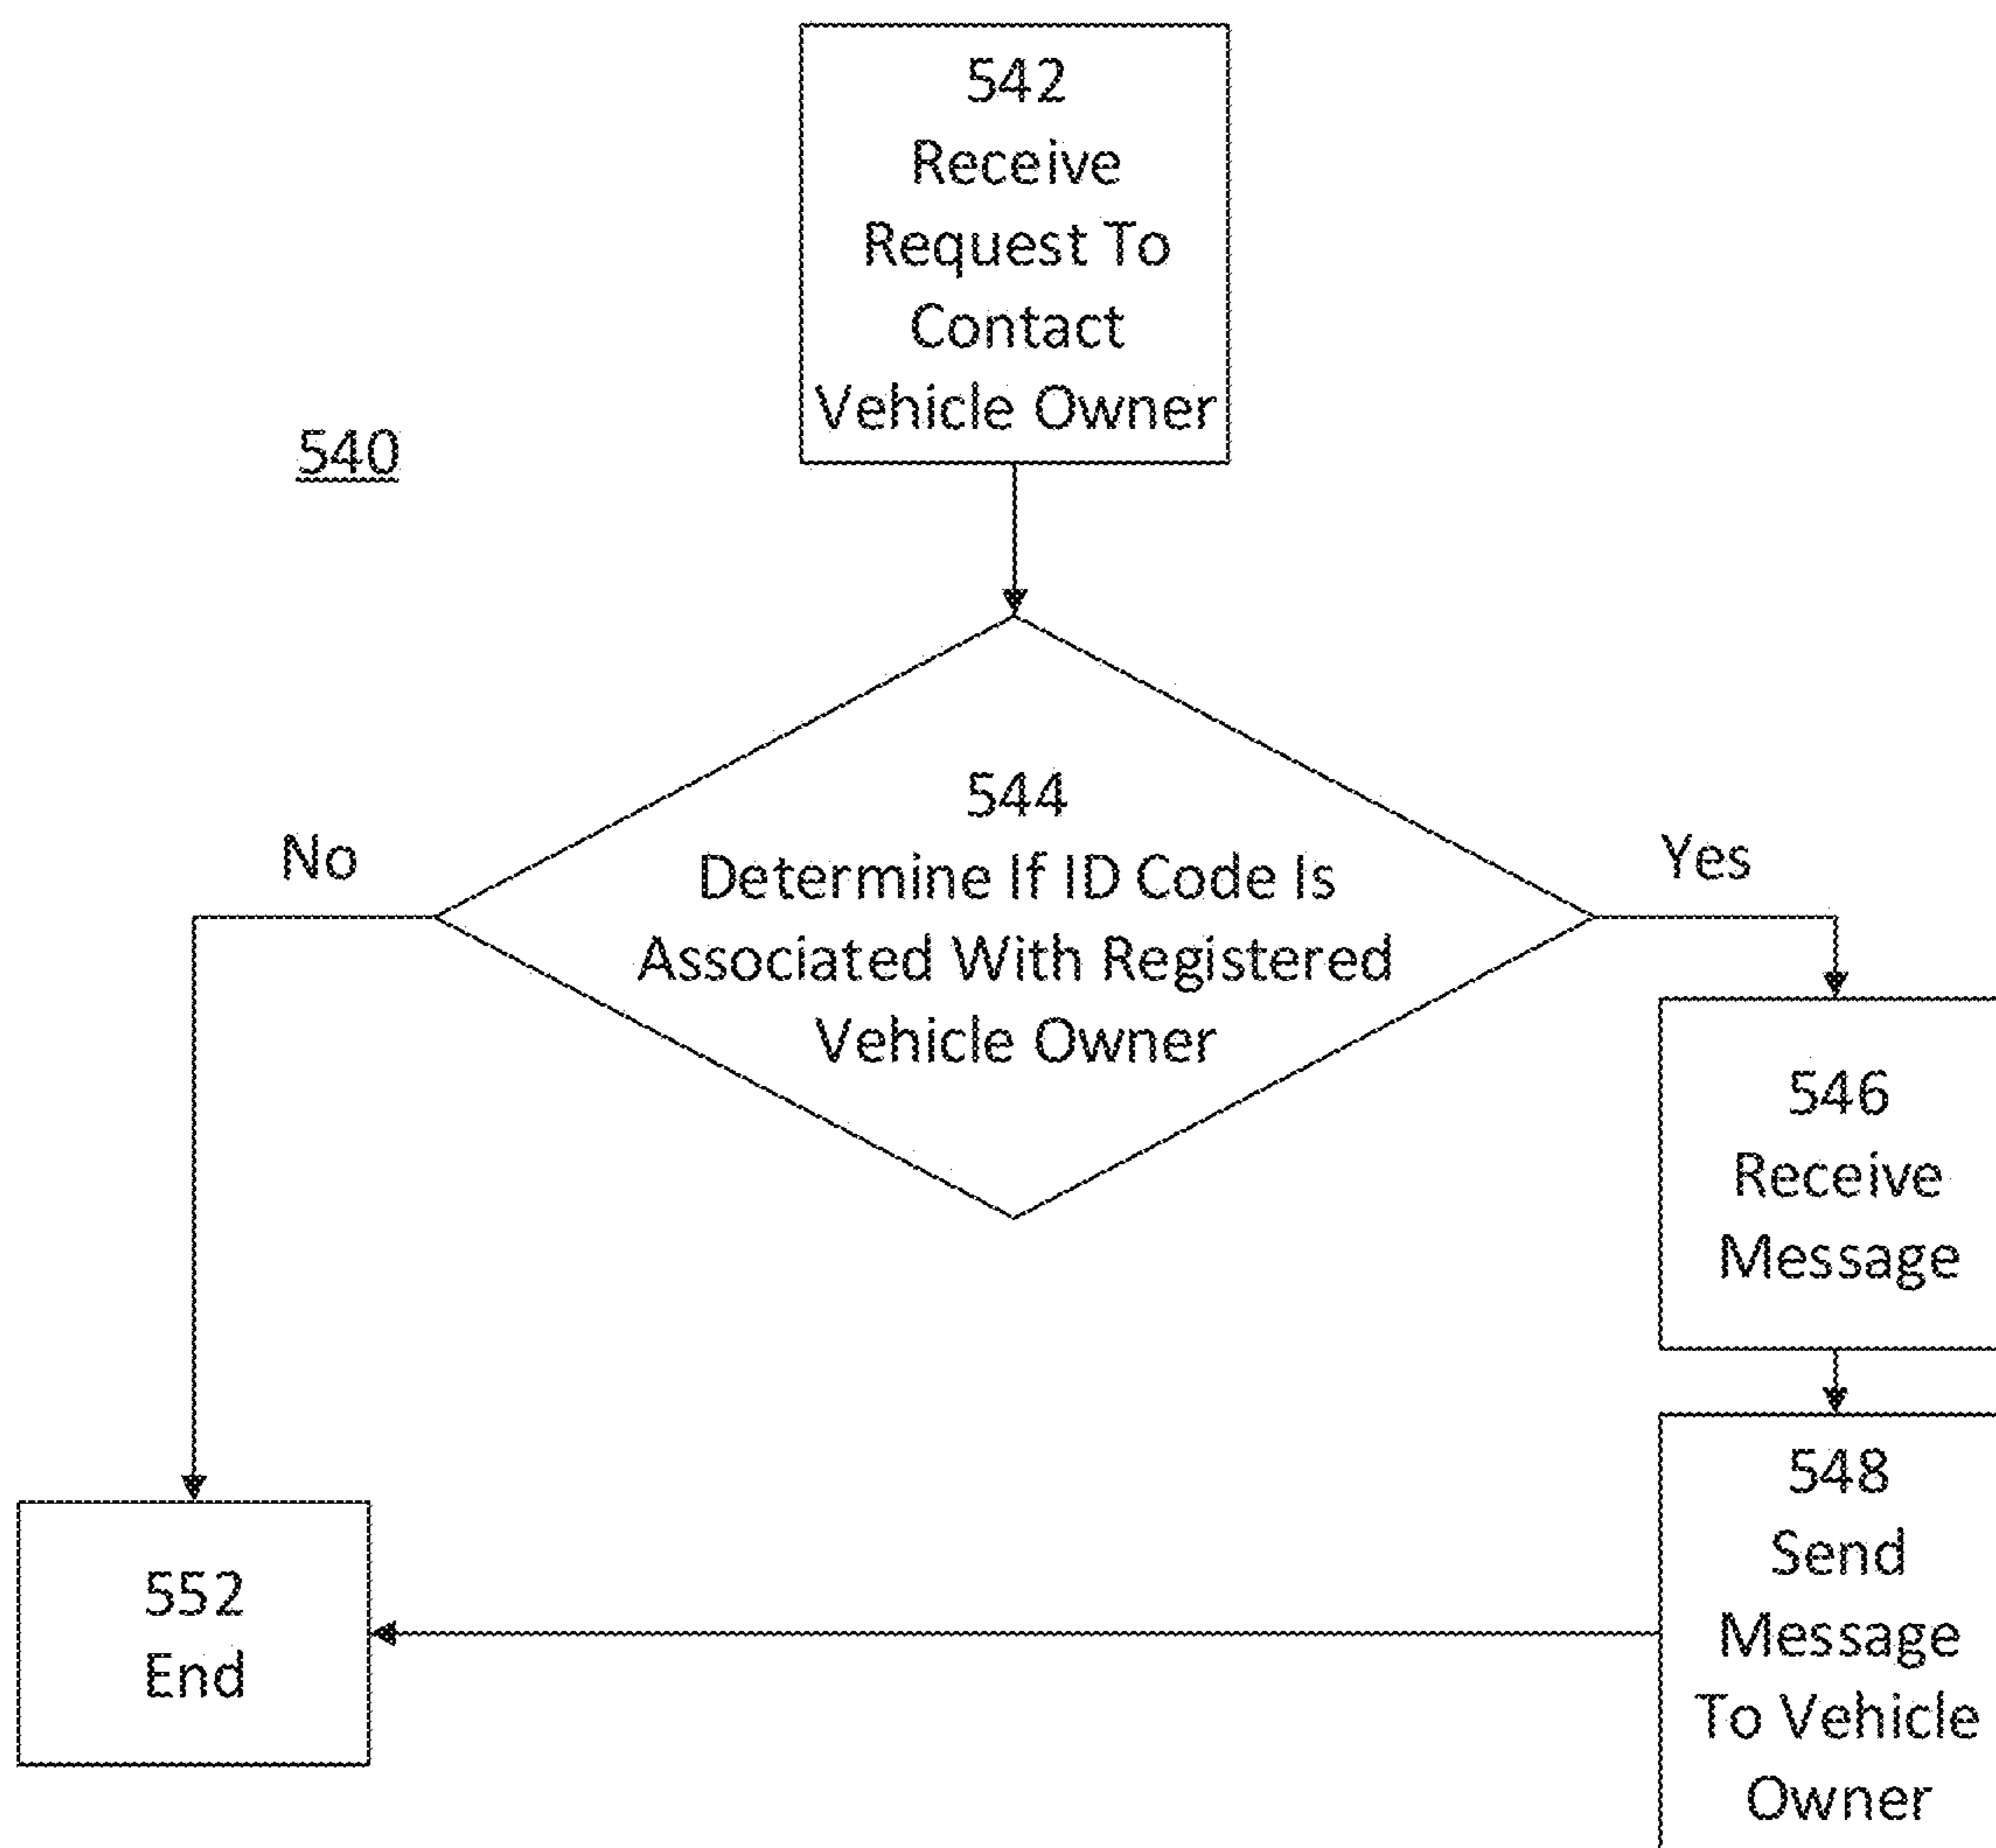 542
Receive
Request To
Contact
Vehicle Owner
540
544
Determine If ID Code Is
Associated With Registered
Vehicle Owner
No
Yes
546
Receive
Message
548
Send
Message
To Vehicle
Owner
552
End